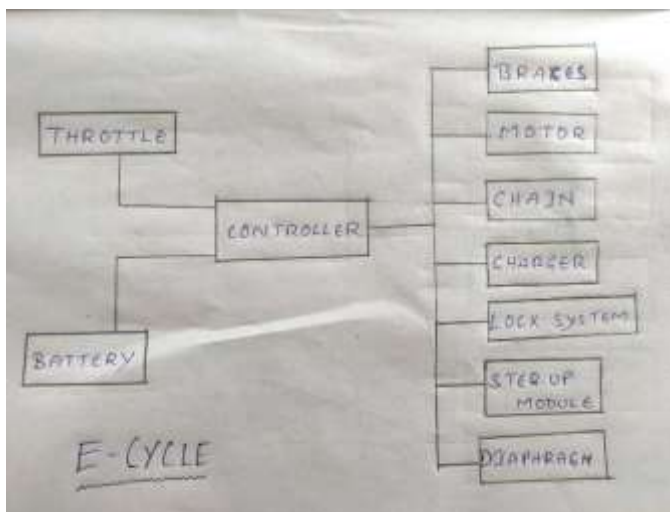 THROTTLE
BATTERY
CONTROLLER
BRAKES
MOTOR
CHAIN
CHARGER
LOCK SYSTEM
STEP UP
MODULE
DIAPHRAGM
E-CYCLE